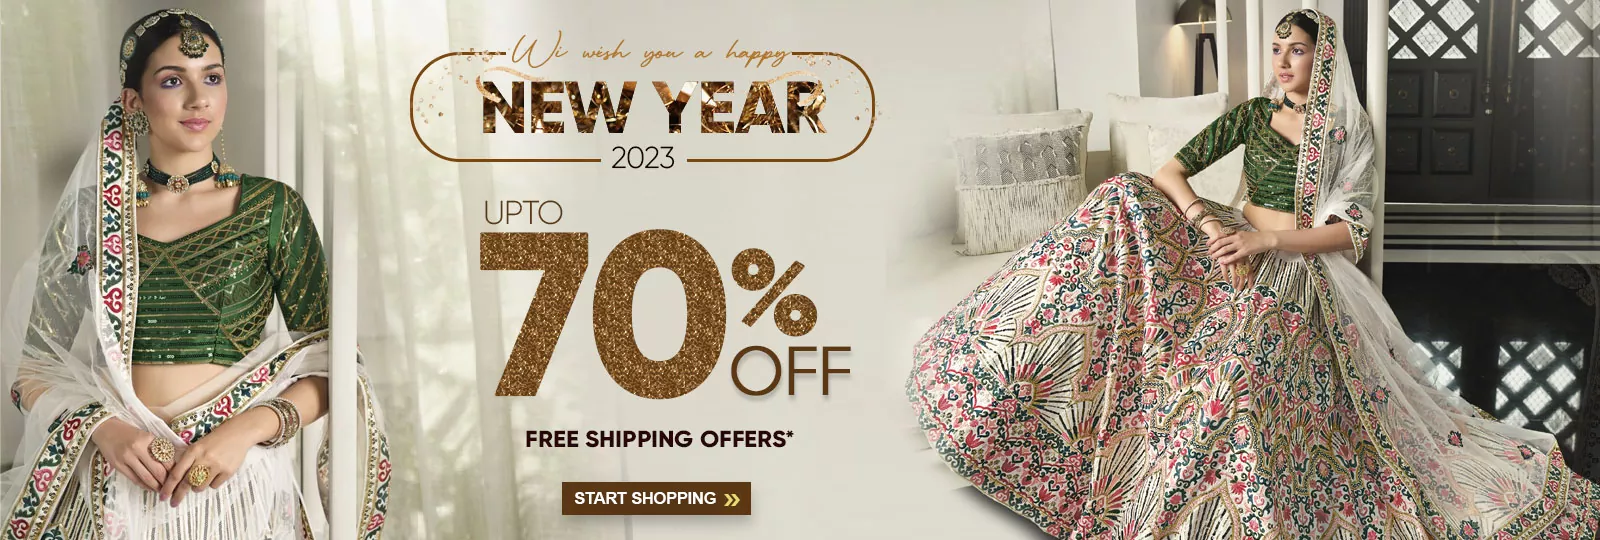 Wi wish you a happy
NEW YEAR
2023
UPTO
70%
OFF
FREE SHIPPING OFFERS*
START SHOPPING »